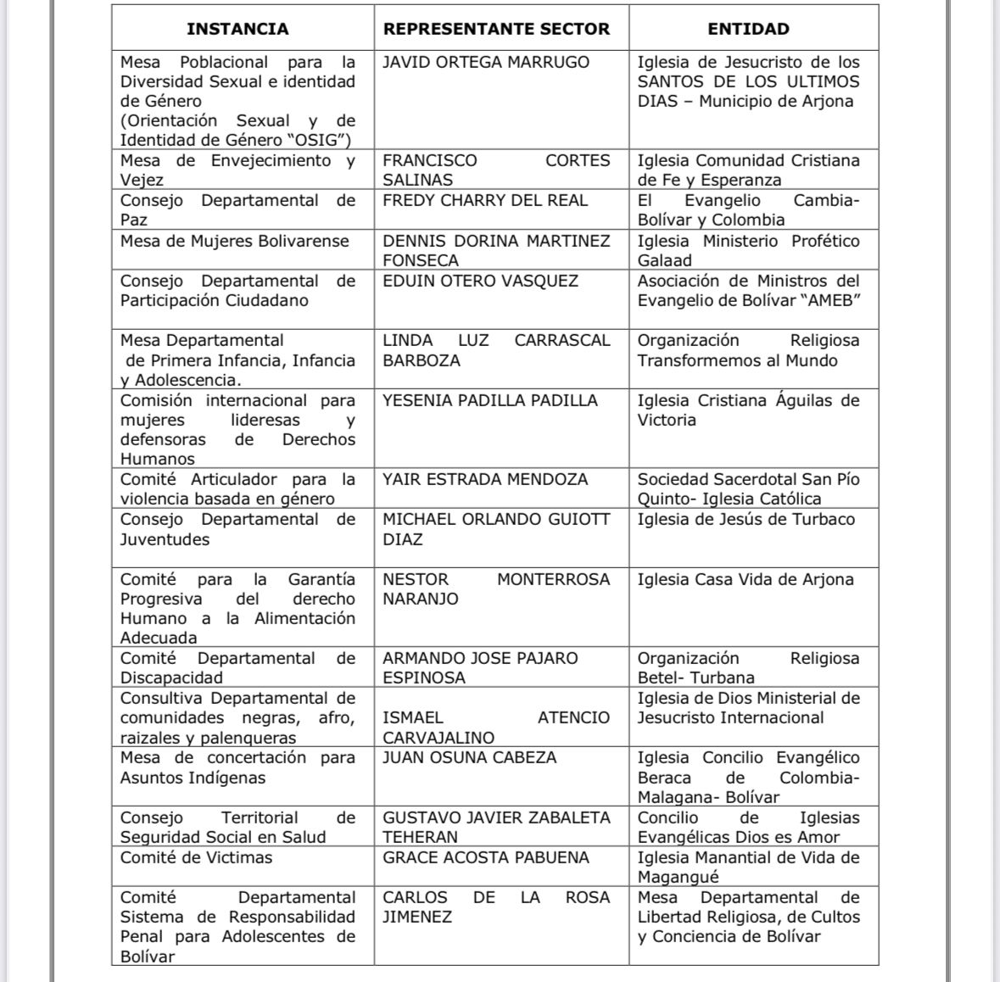 INSTANCIA
REPRESENTANTE SECTOR
ENTIDAD
Mesa Poblacional para la
Diversidad Sexual e identidad
de Género
(Orientación Sexual y de
Identidad de Género “OSIG”)
JAVID ORTEGA MARRUGO
Iglesia de Jesucristo de los
SANTOS DE LOS ULTIMOS
DIAS – Municipio de Arjona
Mesa de Envejecimiento y
Vejez
FRANCISCO CORTES
SALINAS
Iglesia Comunidad Cristiana
de Fe y Esperanza
Consejo Departamental de
Paz
FREDY CHARRY DEL REAL
El Evangelio Cambia-
Bolívar y Colombia
Mesa de Mujeres Bolivarense
DENNIS DORINA MARTINEZ
FONSECA
Iglesia Ministerio Profético
Galaad
Consejo Departamental de
Participación Ciudadano
EDUIN OTERO VASQUEZ
Asociación de Ministros del
Evangelio de Bolívar “AMEB”
Mesa Departamental
de Primera Infancia, Infancia
y Adolescencia.
LINDA LUZ CARRASCAL
BARBOZA
Organización Religiosa
Transformemos al Mundo
Comisión internacional para
mujeres lideresas y
defensoras de Derechos
Humanos
YESENIA PADILLA PADILLA
Iglesia Cristiana Águilas de
Victoria
Comité Articulador para la
violencia basada en género
YAIR ESTRADA MENDOZA
Sociedad Sacerdotal San Pío
Quinto- Iglesia Católica
Consejo Departamental de
Juventudes
MICHAEL ORLANDO GUIOTT
DIAZ
Iglesia de Jesús de Turbaco
Comité para la Garantía
Progresiva del derecho
Humano a la Alimentación
Adecuada
NESTOR MONTERROSA
NARANJO
Iglesia Casa Vida de Arjona
Comité Departamental de
Discapacidad
ARMANDO JOSE PAJARO
ESPINOSA
Organización Religiosa
Betel- Turbana
Consultiva Departamental de
comunidades negras, afro,
raizales y palenqueras
ISMAEL ATENCIO
CARVAJALINO
Iglesia de Dios Ministerial de
Jesucristo Internacional
Mesa de concertación para
Asuntos Indígenas
JUAN OSUNA CABEZA
Iglesia Concilio Evangélico
Beraca de Colombia-
Malagana- Bolívar
Consejo Territorial de
Seguridad Social en Salud
GUSTAVO JAVIER ZABALETA
TEHERAN
Concilio de Iglesias
Evangélicas Dios es Amor
Comité de Victimas
GRACE ACOSTA PABUENA
Iglesia Manantial de Vida de
Magangué
Comité Departamental
Sistema de Responsabilidad
Penal para Adolescentes de
Bolívar
CARLOS DE LA ROSA
JIMENEZ
Mesa Departamental de
Libertad Religiosa, de Cultos
y Conciencia de Bolívar